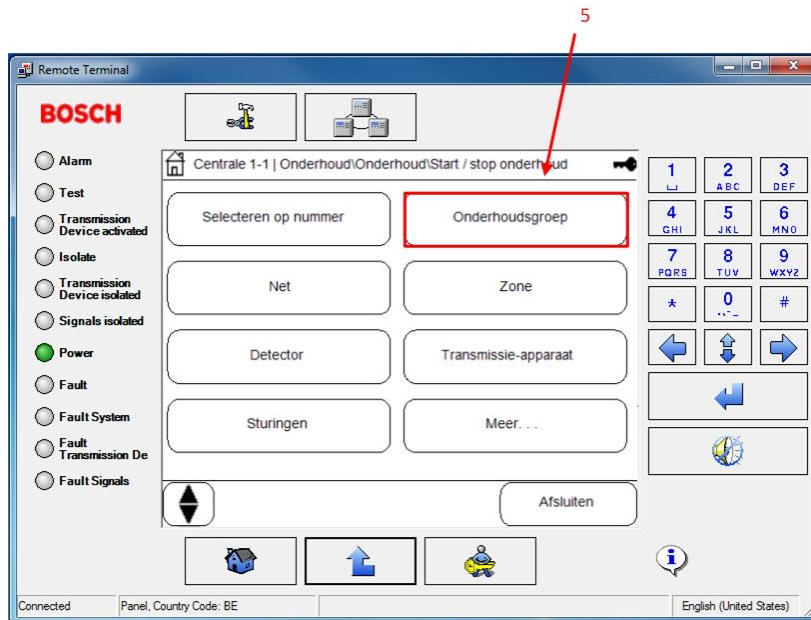 5
Remote Terminal
BOSCH
Alarm
Test
Transmission
Device activated
Isolate
Transmission
Device isolated
Signals isolated
Power
Fault
Fault System
Fault
Transmission De
Fault Signals
Centrale 1-1 | Onderhoud\Onderhoud\Start / stop onderhoud
Selecteren op nummer
Onderhoudsgroep
Net
Zone
Detector
Transmissie-apparaat
Sturingen
Meer. . .
Afsluiten
1 2 3
ABC DEF
4 5 6
GHI JKL MNO
7 8 9
PQRS TUV WXYZ
* 0 #
i
Connected
Panel, Country Code: BE
English (United States)